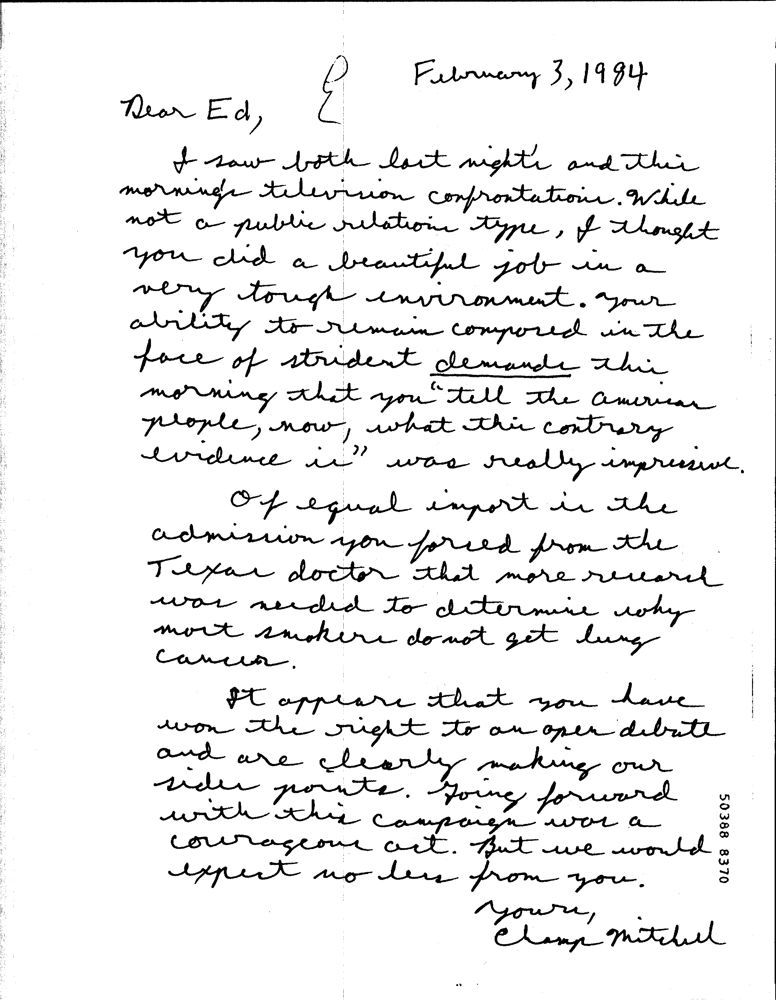 February 3, 1984
Dear Ed,
I saw both last night's and this
morning's television confrontations. While
not a public relations type, I thought
you did a beautiful job in a
very tough environment. Your
ability to remain composed in the
face of strident demands this
morning that you "tell the American
people, now, what this contrary
evidence is" was really impressive.
Of equal import is the
admission you forced from the
Texas doctor that more research
was needed to determine why
most smokers do not get lung
cancer.
It appears that you have
won the right to an open debate
and are clearly making our
sides points. Going forward
with this campaign was a
courageous act. But we would
expect no less from you.
Yours,
Champ Mitchell
50388 8370